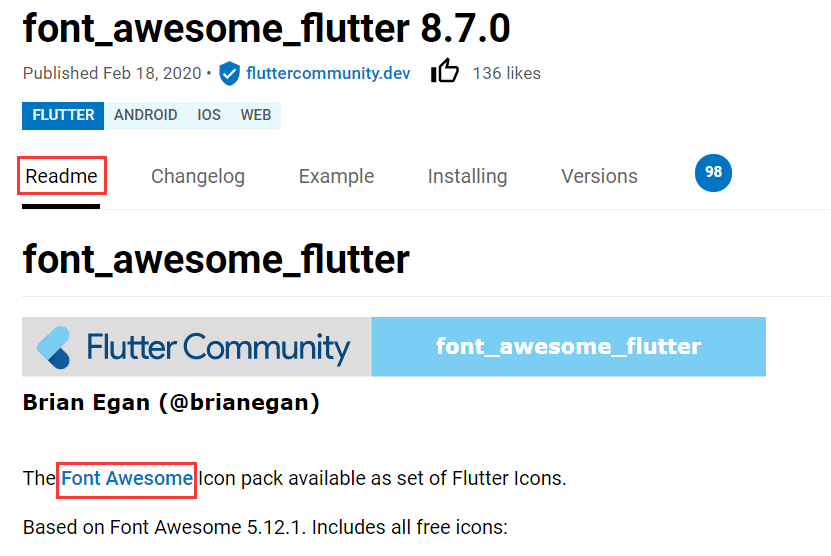 font_awesome_flutter 8.7.0
Published Feb 18, 2020 • fluttercommunity.dev 136 likes
FLUTTER ANDROID IOS WEB
Readme Changelog Example Installing Versions 98
font_awesome_flutter
Flutter Community font_awesome_flutter
Brian Egan (@brianegan)
The Font Awesome Icon pack available as set of Flutter Icons.
Based on Font Awesome 5.12.1. Includes all free icons: